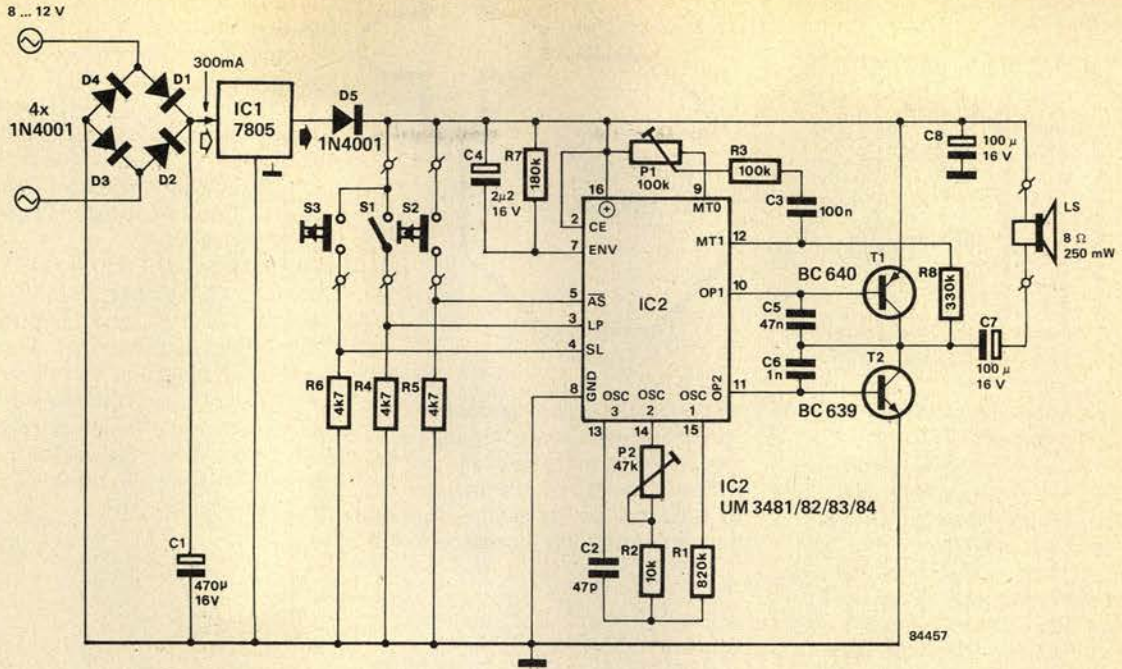 8 ... 12 V
D4
D1
4x
1N4001
D3
D2
300mA
IC1
7805
D5
1N4001
C1
470µ
16V
S3
S1
S2
R6
4k7
R4
4k7
R5
4k7
C4
2µ2
16 V
R7
180k
P1
100k
R3
100k
C3
100n
16
9
MT0
2
CE
7
ENV
MT1
12
OP1
10
IC2
5
AS
3
LP
4
SL
8
GND
OSC
3
OSC
2
OSC
1
OP2
11
13
14
15
P2
47k
C2
47p
R2
10k
R1
820k
IC2
UM 3481/82/83/84
C5
47n
C6
1n
BC 640
T1
BC 639
T2
R8
330k
C7
100 µ
16 V
C8
100 µ
16 V
LS
8 Ω
250 mW
84457